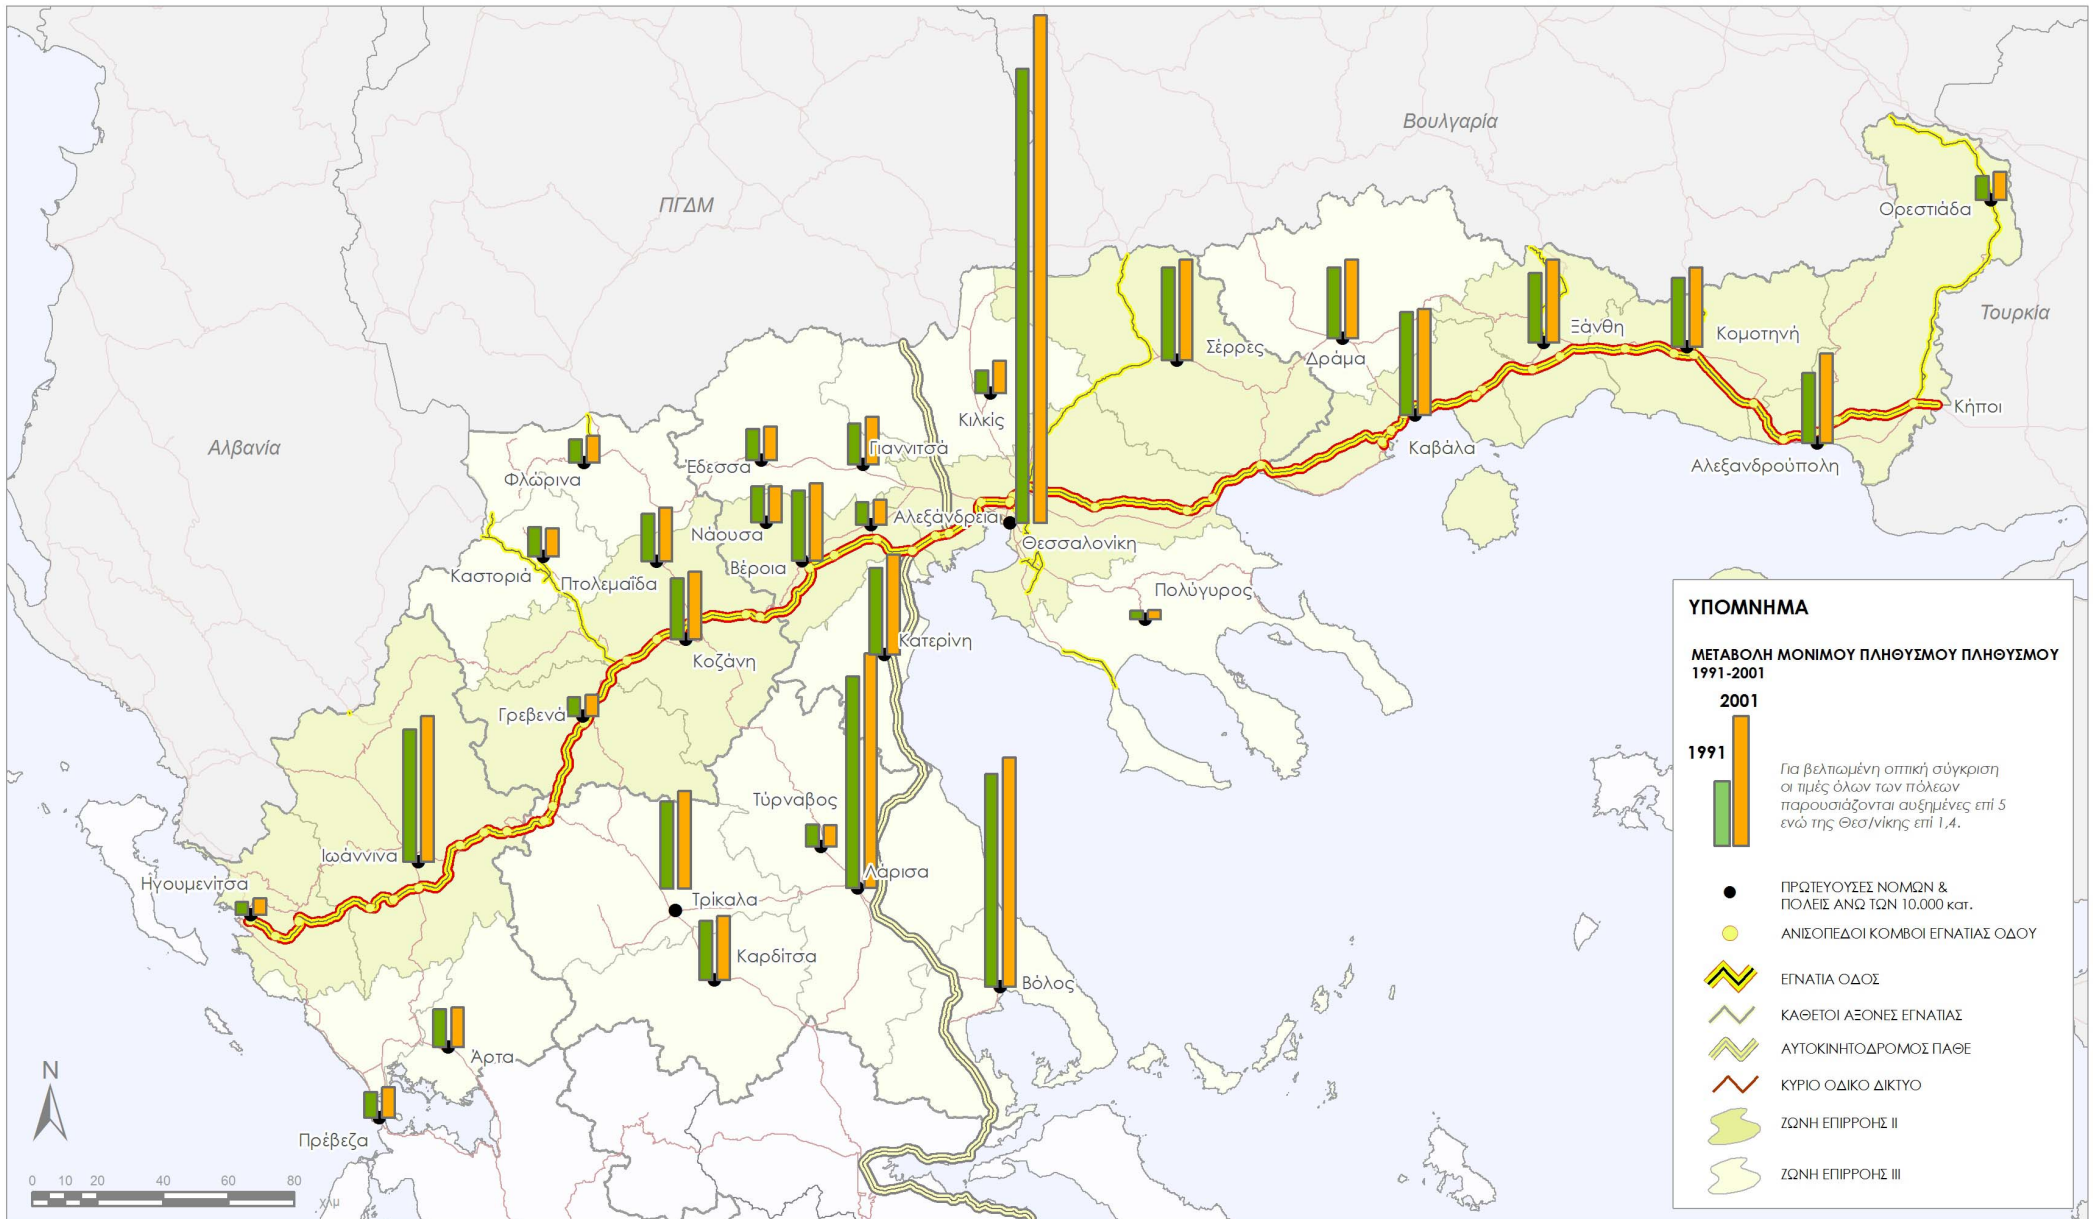 Βουλγαρία
ΠΓΔΜ
Ορεστιάδα
Τουρκία
Ξάνθη
Κομοτηνή
Σέρρες
Δράμα
Κήποι
Κιλκίς
Καβάλα
Αλβανία
Γιαννιτσά
Έδεσσα
Φλώρινα
Αλεξανδρούπολη
Αλεξάνδρεια
Νάουσα
Θεσσαλονίκη
Βέροια
Καστοριά
Πτολεμαΐδα
Πολύγυρος
Κατερίνη
Κοζάνη
Γρεβενά
Τύρναβος
Ιωάννινα
Λάρισα
Ηγουμενίτσα
Τρίκαλα
Καρδίτσα
Βόλος
Άρτα
Πρέβεζα
N
0 10 20 40 60 80
χλμ
ΥΠΟΜΝΗΜΑ
ΜΕΤΑΒΟΛΗ ΜΟΝΙΜΟΥ ΠΛΗΘΥΣΜΟΥ ΠΛΗΘΥΣΜΟΥ
1991-2001
2001
1991
Για βελτιωμένη οπτική σύγκριση
οι τιμές όλων των πόλεων
παρουσιάζονται αυξημένες επί 5
ενώ της Θεσ/νίκης επί 1,4.
ΠΡΩΤΕΥΟΥΣΕΣ ΝΟΜΩΝ &
ΠΟΛΕΙΣ ΑΝΩ ΤΩΝ 10.000 κατ.
ΑΝΙΣΟΠΕΔΟΙ ΚΟΜΒΟΙ ΕΓΝΑΤΙΑΣ ΟΔΟΥ
ΕΓΝΑΤΙΑ ΟΔΟΣ
ΚΑΘΕΤΟΙ ΑΞΟΝΕΣ ΕΓΝΑΤΙΑΣ
ΑΥΤΟΚΙΝΗΤΟΔΡΟΜΟΣ ΠΑΘΕ
ΚΥΡΙΟ ΟΔΙΚΟ ΔΙΚΤΥΟ
ΖΩΝΗ ΕΠΙΡΡΟΗΣ ΙΙ
ΖΩΝΗ ΕΠΙΡΡΟΗΣ ΙΙΙ